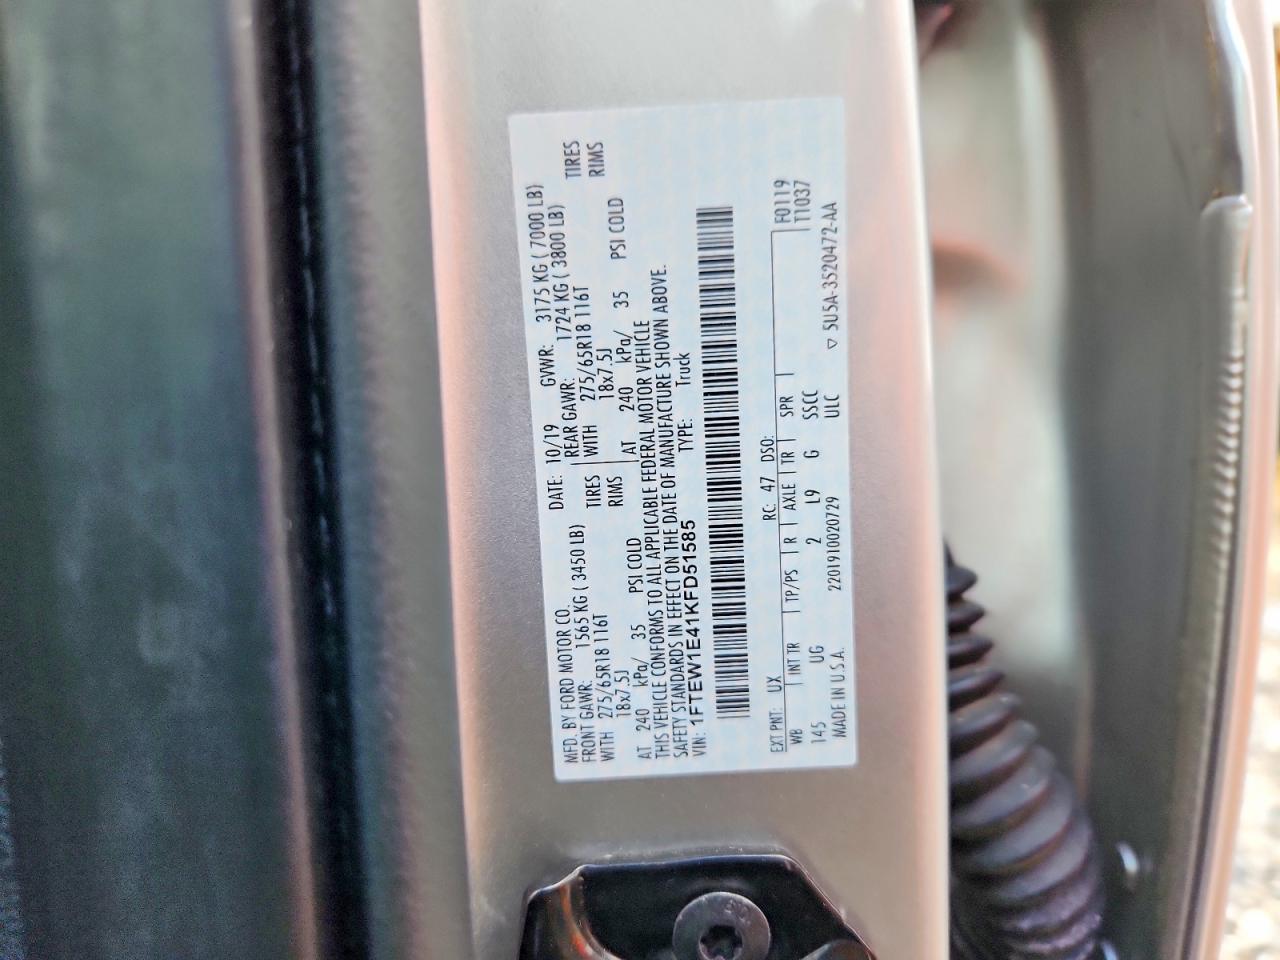 MFD. BY FORD MOTOR CO. DATE: 10/19 GVWR: 3175 KG ( 7000 LB)
FRONT GAWR: 1565 KG ( 3450 LB) REAR GAWR: 1724 KG ( 3800 LB)
WITH 275/65R18 116T TIRES WITH 275/65R18 116T TIRES
18x7.5J RIMS 18x7.5J RIMS
AT 240 kPa/ 35 PSI COLD AT 240 kPa/ 35 PSI COLD
THIS VEHICLE CONFORMS TO ALL APPLICABLE FEDERAL MOTOR VEHICLE
SAFETY STANDARDS IN EFFECT ON THE DATE OF MANUFACTURE SHOWN ABOVE.
VIN: 1FTEW1E41KFD51585 TYPE: Truck
EXT PNT: UX RC: 47 DSO: F0119
WB INT TR TP/PS R AXLE TR SPR T1037
145 UG 2 L9 G SSCC
MADE IN U.S.A. 2201910020729 ULC ▽ 5U5A-3520472-AA